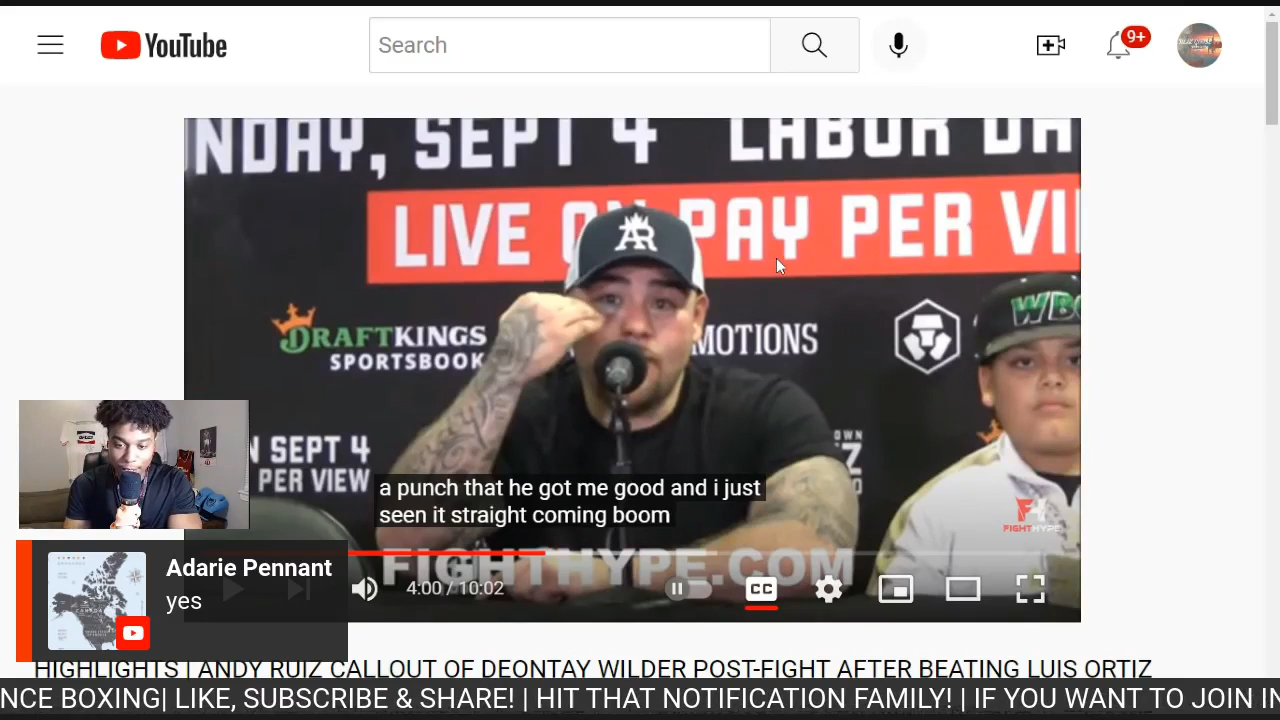 YouTube
Search
9+
NDAY, SEPT 4 LABOR DA
LIVE ON PAY PER VI
AR
DRAFTKINGS
SPORTSBOOK
MOTIONS
WBC
N SEPT 4
PER VIEW
a punch that he got me good and i just
seen it straight coming boom
FIGHTHYPE
FIGHTHYPE.COM
4:00 / 10:02
CC
Adarie Pennant
yes
HIGHLIGHTS | ANDY RUIZ CALLOUT OF DEONTAY WILDER POST-FIGHT AFTER BEATING LUIS ORTIZ
NCE BOXING| LIKE, SUBSCRIBE & SHARE! | HIT THAT NOTIFICATION FAMILY! | IF YOU WANT TO JOIN IN